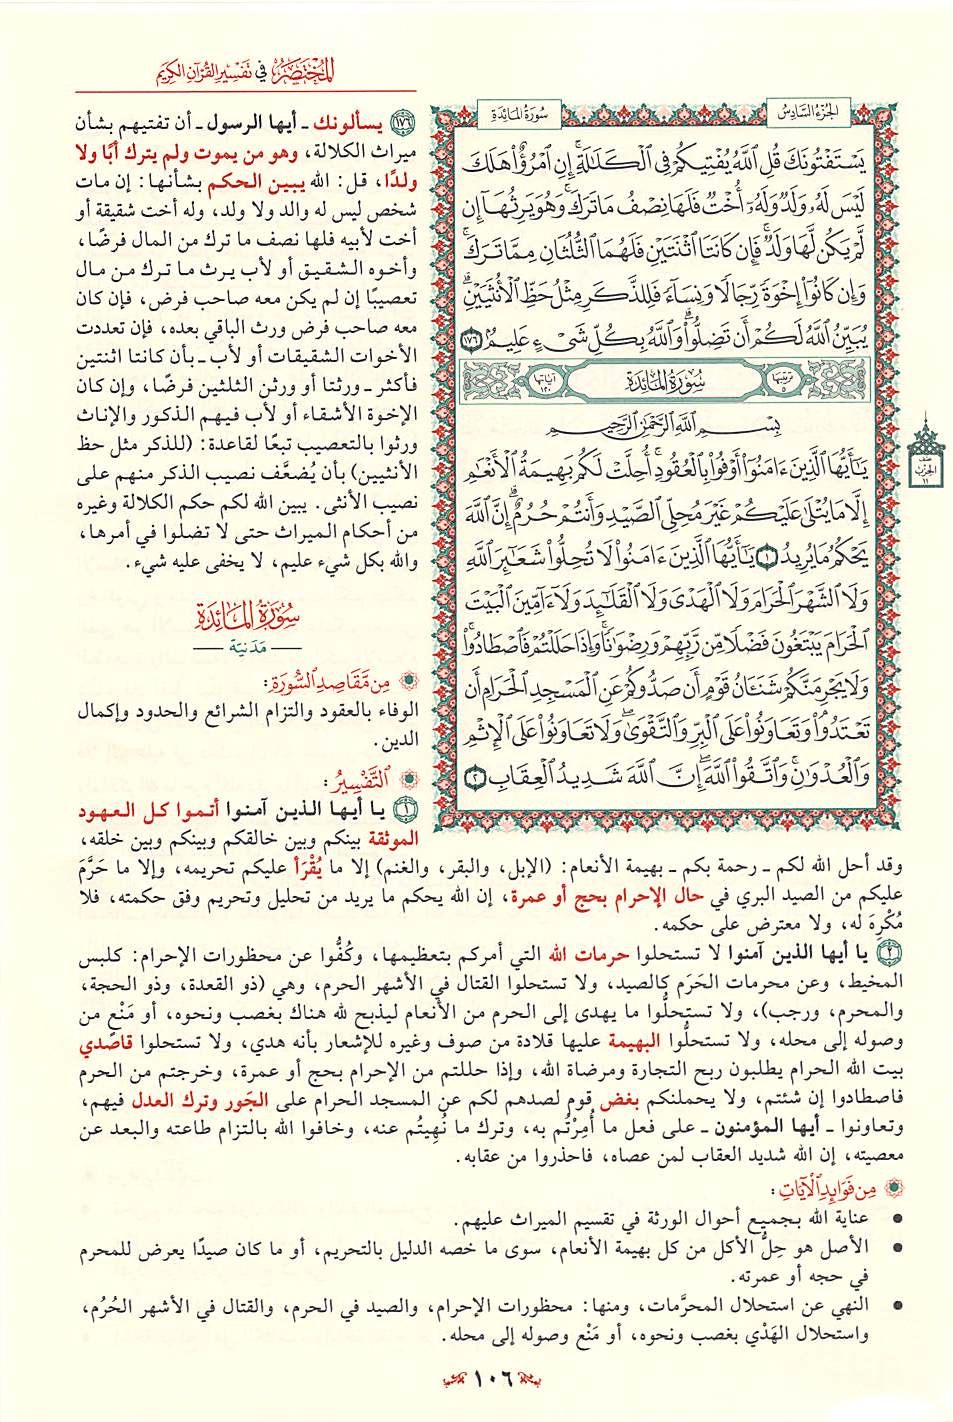 المختصر في تفسير القرآن الكريم
الجزء السادس
سورة المائدة
يَسْتَفْتُونَكَ قُلِ ٱللَّهُ يُفْتِيكُمْ فِي ٱلْكَلَٰلَةِ ۚ إِنِ ٱمْرُؤٌا۟ هَلَكَ
لَيْسَ لَهُۥ وَلَدٌ وَلَهُۥٓ أُخْتٌ فَلَهَا نِصْفُ مَا تَرَكَ ۚ وَهُوَ يَرِثُهَآ إِن
لَّمْ يَكُن لَّهَا وَلَدٌ ۚ فَإِن كَانَتَا ٱثْنَتَيْنِ فَلَهُمَا ٱلثُّلُثَانِ مِمَّا تَرَكَ ۚ
وَإِن كَانُوٓا۟ إِخْوَةً رِّجَالًا وَنِسَآءً فَلِلذَّكَرِ مِثْلُ حَظِّ ٱلْأُنثَيَيْنِ ۗ
يُبَيِّنُ ٱللَّهُ لَكُمْ أَن تَضِلُّوا۟ ۗ وَٱللَّهُ بِكُلِّ شَىْءٍ عَلِيمٌۢ ١٧٦
ترتيبها ٥ سورة المائدة آياتها ١٢٠
بِسْمِ ٱللَّهِ ٱلرَّحْمَٰنِ ٱلرَّحِيمِ
يَٰٓأَيُّهَا ٱلَّذِينَ ءَامَنُوٓا۟ أَوْفُوا۟ بِٱلْعُقُودِ ۚ أُحِلَّتْ لَكُم بَهِيمَةُ ٱلْأَنْعَٰمِ
إِلَّا مَا يُتْلَىٰ عَلَيْكُمْ غَيْرَ مُحِلِّي ٱلصَّيْدِ وَأَنتُمْ حُرُمٌ ۗ إِنَّ ٱللَّهَ
يَحْكُمُ مَا يُرِيدُ ١ يَٰٓأَيُّهَا ٱلَّذِينَ ءَامَنُوا۟ لَا تُحِلُّوا۟ شَعَٰٓئِرَ ٱللَّهِ
وَلَا ٱلشَّهْرَ ٱلْحَرَامَ وَلَا ٱلْهَدْىَ وَلَا ٱلْقَلَٰٓئِدَ وَلَآ ءَآمِّينَ ٱلْبَيْتَ
ٱلْحَرَامَ يَبْتَغُونَ فَضْلًا مِّن رَّبِّهِمْ وَرِضْوَٰنًا ۚ وَإِذَا حَلَلْتُمْ فَٱصْطَادُوا۟ ۚ
وَلَا يَجْرِمَنَّكُمْ شَنَـَٔانُ قَوْمٍ أَن صَدُّوكُمْ عَنِ ٱلْمَسْجِدِ ٱلْحَرَامِ أَن
تَعْتَدُوا۟ ۘ وَتَعَاوَنُوا۟ عَلَى ٱلْبِرِّ وَٱلتَّقْوَىٰ ۖ وَلَا تَعَاوَنُوا۟ عَلَى ٱلْإِثْمِ
وَٱلْعُدْوَٰنِ ۚ وَٱتَّقُوا۟ ٱللَّهَ ۖ إِنَّ ٱللَّهَ شَدِيدُ ٱلْعِقَابِ ٢
نصف
الحزب
١١
١٧٦ يسألونك ـ أيها الرسول ـ أن تفتيهم بشأن
ميراث الكلالة، وهو من يموت ولم يترك أبًا ولا
ولدًا، قل: الله يبين الحكم بشأنها: إن مات
شخص ليس له والد ولا ولد، وله أخت شقيقة أو
أخت لأبيه فلها نصف ما ترك من المال فرضًا،
وأخوه الشقيق أو لأب يرث ما ترك من مال
تعصيبًا إن لم يكن معه صاحب فرض، فإن كان
معه صاحب فرض ورث الباقي بعده، فإن تعددت
الأخوات الشقيقات أو لأب ـ بأن كانتا اثنتين
فأكثر ـ ورثتا أو ورثن الثلثين فرضًا، وإن كان
الإخوة الأشقاء أو لأب فيهم الذكور والإناث
ورثوا بالتعصيب تبعًا لقاعدة: (للذكر مثل حظ
الأنثيين) بأن يُضعَّف نصيب الذكر منهم على
نصيب الأنثى. يبين الله لكم حكم الكلالة وغيره
من أحكام الميراث حتى لا تضلوا في أمرها،
والله بكل شيء عليم، لا يخفى عليه شيء.
سورة المائدة
ـ مَدَنيّة ـ
من مقاصد السورة:
الوفاء بالعقود والتزام الشرائع والحدود وإكمال
الدين.
التفسير:
١ يا أيها الذين آمنوا أتموا كل العهود
الموثقة بينكم وبين خالقكم وبينكم وبين خلقه،
وقد أحل الله لكم ـ رحمة بكم ـ بهيمة الأنعام: (الإبل، والبقر، والغنم) إلا ما يُقْرَأ عليكم تحريمه، وإلا ما حَرَّمَ
عليكم من الصيد البري في حال الإحرام بحج أو عمرة، إن الله يحكم ما يريد من تحليل وتحريم وفق حكمته، فلا
مُكْرِهَ له، ولا معترض على حكمه.
٢ يا أيها الذين آمنوا لا تستحلوا حرمات الله التي أمركم بتعظيمها، وكُفُّوا عن محظورات الإحرام: كلبس
المخيط، وعن محرمات الحَرَم كالصيد، ولا تستحلوا القتال في الأشهر الحرم، وهي (ذو القعدة، وذو الحجة،
والمحرم، ورجب)، ولا تستحلُّوا ما يهدى إلى الحرم من الأنعام ليذبح لله هناك بغصب ونحوه، أو مَنْع من
وصوله إلى محله، ولا تستحلُّوا البهيمة عليها قلادة من صوف وغيره للإشعار بأنه هدي، ولا تستحلوا قاصدي
بيت الله الحرام يطلبون ربح التجارة ومرضاة الله، وإذا حللتم من الإحرام بحج أو عمرة، وخرجتم من الحرم
فاصطادوا إن شئتم، ولا يحملنكم بغض قوم لصدهم لكم عن المسجد الحرام على الجَور وترك العدل فيهم،
وتعاونوا ـ أيها المؤمنون ـ على فعل ما أُمِرْتُم به، وترك ما نُهِيتُم عنه، وخافوا الله بالتزام طاعته والبعد عن
معصيته، إن الله شديد العقاب لمن عصاه، فاحذروا من عقابه.
من فوائد الآيات:
• عناية الله بجميع أحوال الورثة في تقسيم الميراث عليهم.
• الأصل هو حِلُّ الأكل من كل بهيمة الأنعام، سوى ما خصه الدليل بالتحريم، أو ما كان صيدًا يعرض للمحرم
في حجه أو عمرته.
• النهي عن استحلال المحرَّمات، ومنها: محظورات الإحرام، والصيد في الحرم، والقتال في الأشهر الحُرُم،
واستحلال الهَدْي بغصب ونحوه، أو مَنْع وصوله إلى محله.
١٠٦